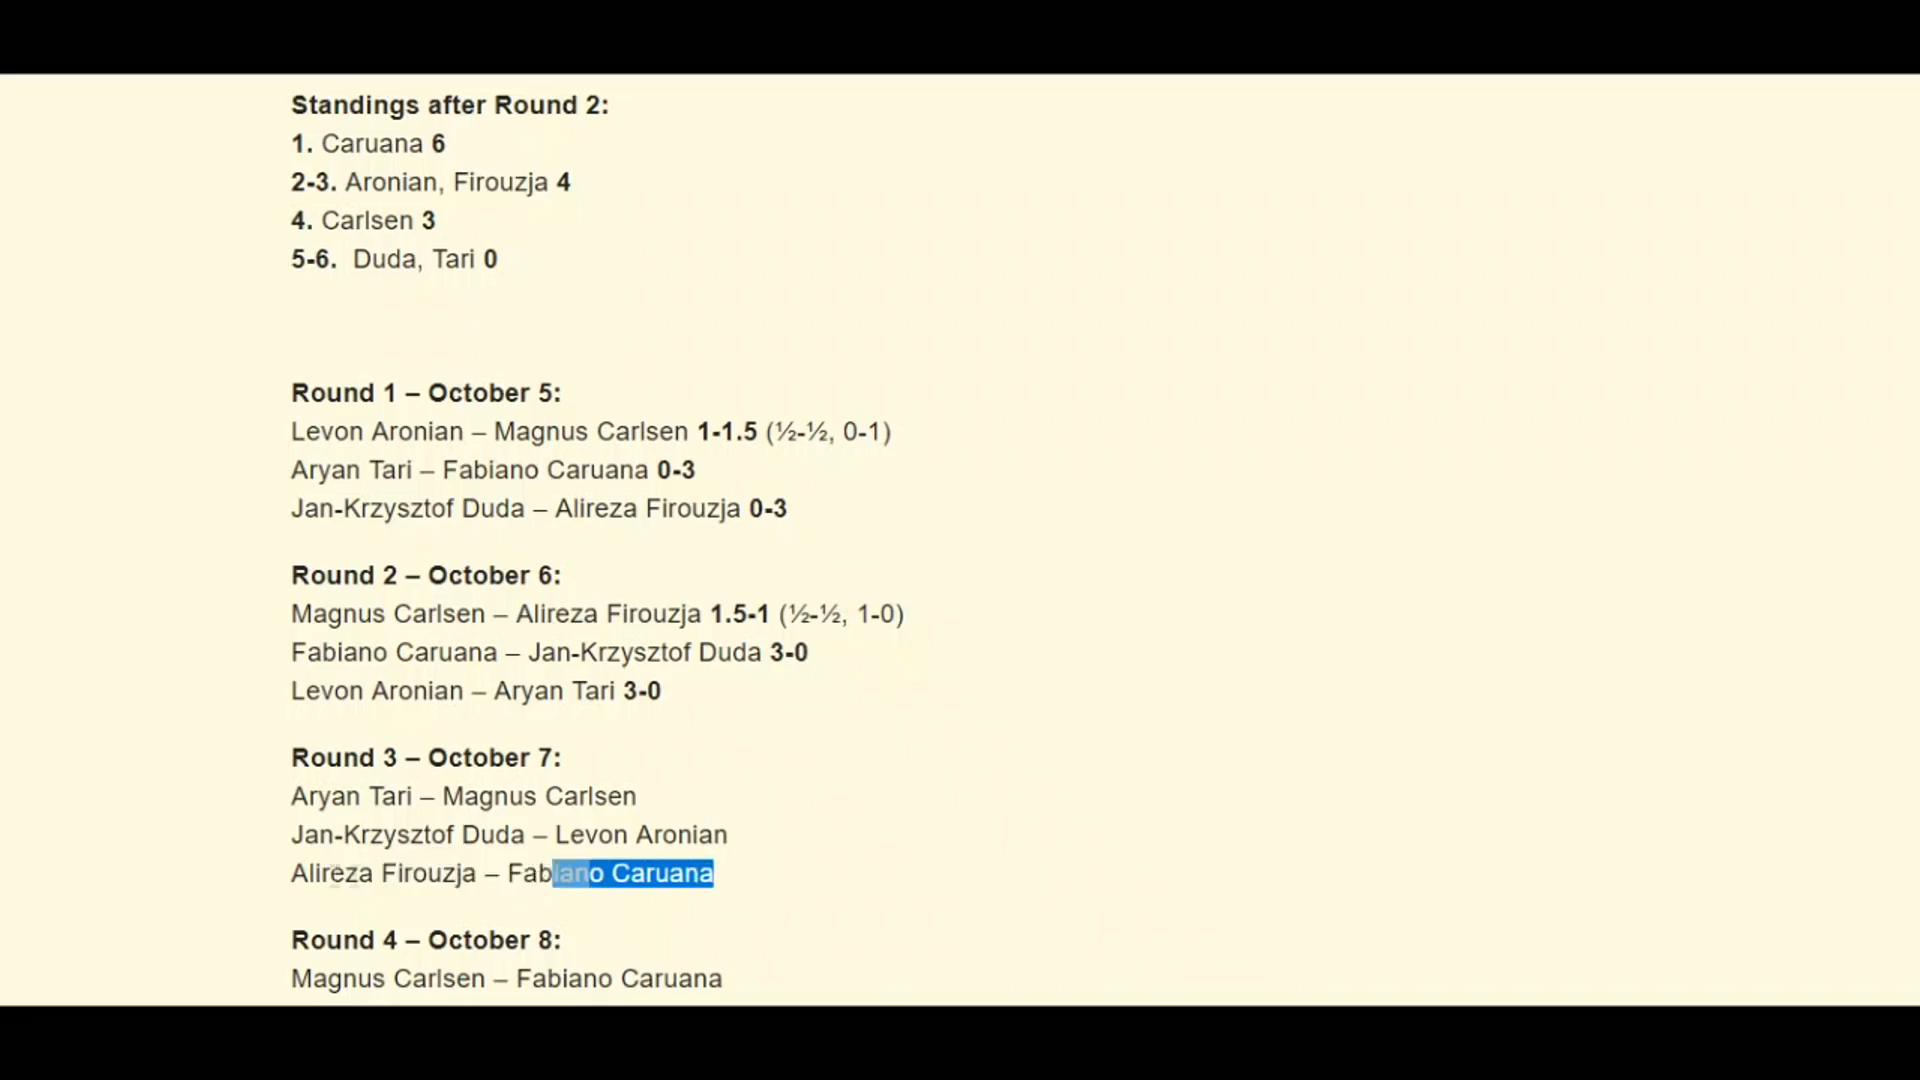 Standings after Round 2:
1. Caruana 6
2-3. Aronian, Firouzja 4
4. Carlsen 3
5-6.  Duda, Tari 0
Round 1 – October 5:
Levon Aronian – Magnus Carlsen 1-1.5 (½-½, 0-1)
Aryan Tari – Fabiano Caruana 0-3
Jan-Krzysztof Duda – Alireza Firouzja 0-3
Round 2 – October 6:
Magnus Carlsen – Alireza Firouzja 1.5-1 (½-½, 1-0)
Fabiano Caruana – Jan-Krzysztof Duda 3-0
Levon Aronian – Aryan Tari 3-0
Round 3 – October 7:
Aryan Tari – Magnus Carlsen
Jan-Krzysztof Duda – Levon Aronian
Alireza Firouzja – Fabiano Caruana
Round 4 – October 8:
Magnus Carlsen – Fabiano Caruana